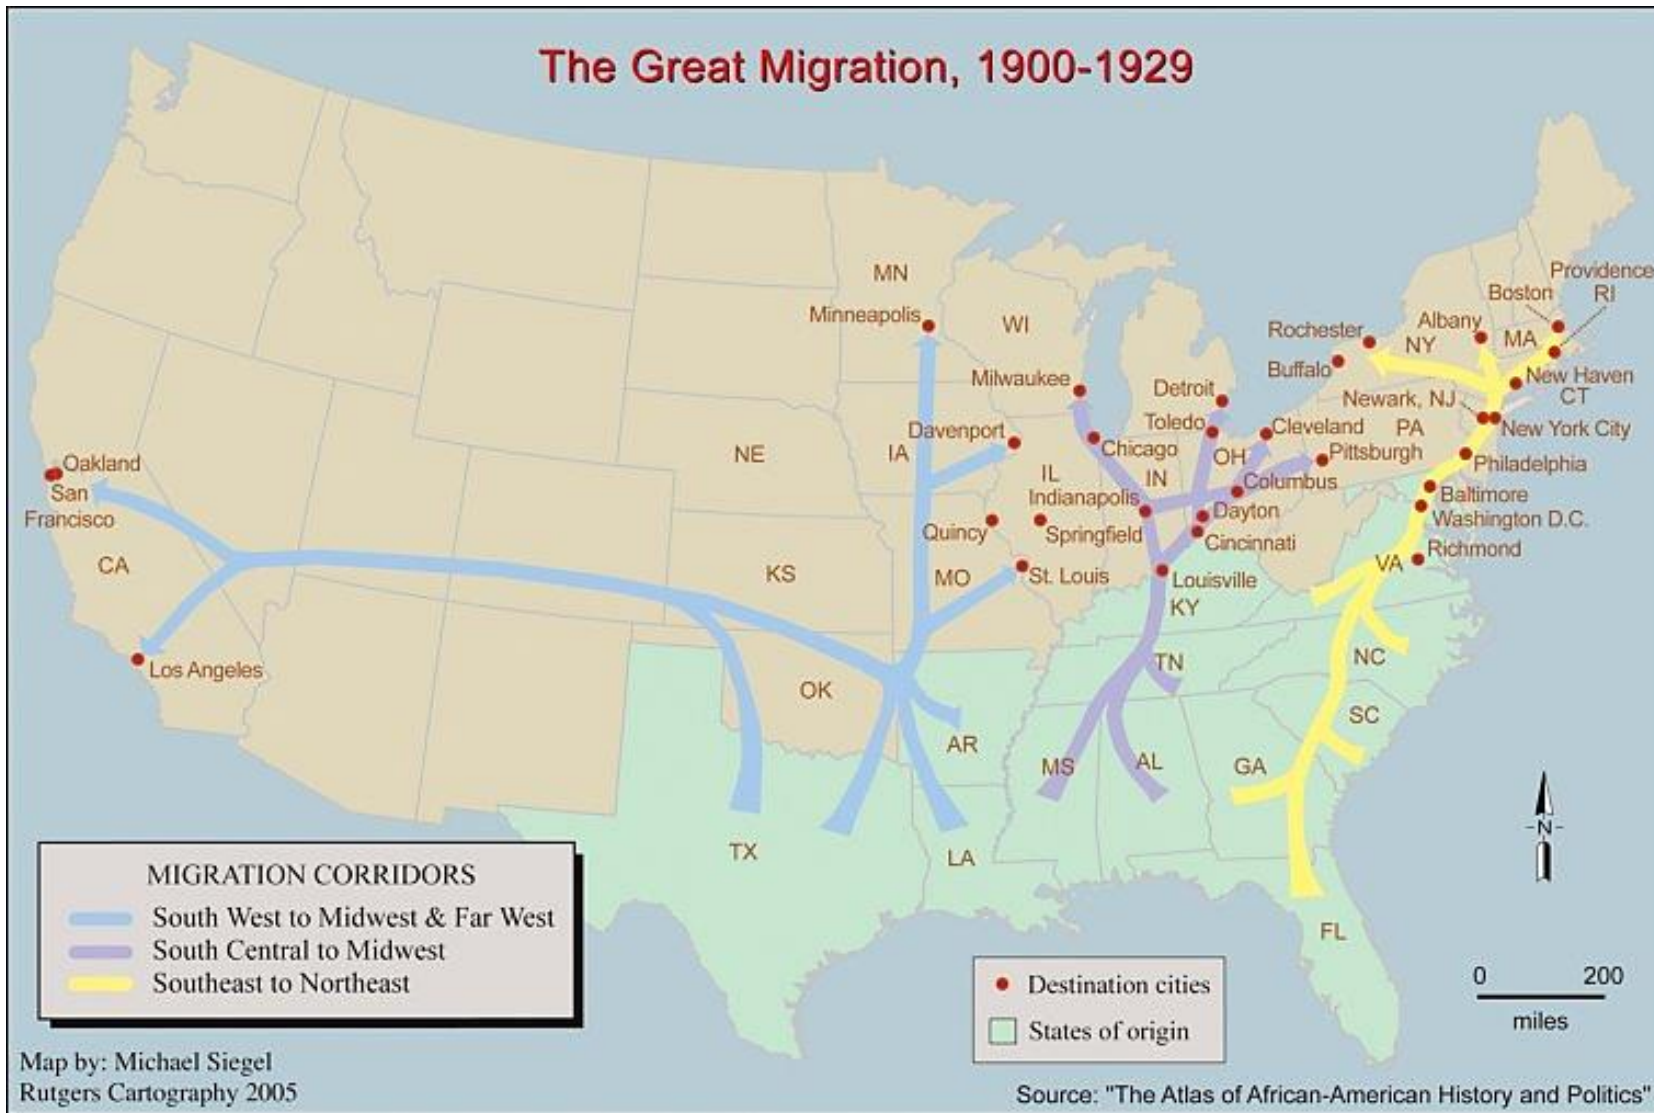 The Great Migration, 1900-1929
MN
Minneapolis
WI
Milwaukee
Detroit
Toledo
Davenport
IA
NE
Chicago
IL
IN
OH
Cleveland
Pittsburgh
Columbus
Indianapolis
Dayton
Cincinnati
Quincy
Springfield
St. Louis
MO
KS
Louisville
KY
Providence
RI
Boston
Albany
MA
Rochester
NY
Buffalo
New Haven
CT
Newark, NJ
PA
New York City
Philadelphia
Baltimore
Washington D.C.
Richmond
VA
Oakland
San
Francisco
CA
Los Angeles
OK
TN
NC
SC
AR
MS
AL
GA
TX
LA
FL
N
MIGRATION CORRIDORS
South West to Midwest & Far West
South Central to Midwest
Southeast to Northeast
Destination cities
States of origin
0 200
miles
Map by: Michael Siegel
Rutgers Cartography 2005
Source: "The Atlas of African-American History and Politics"